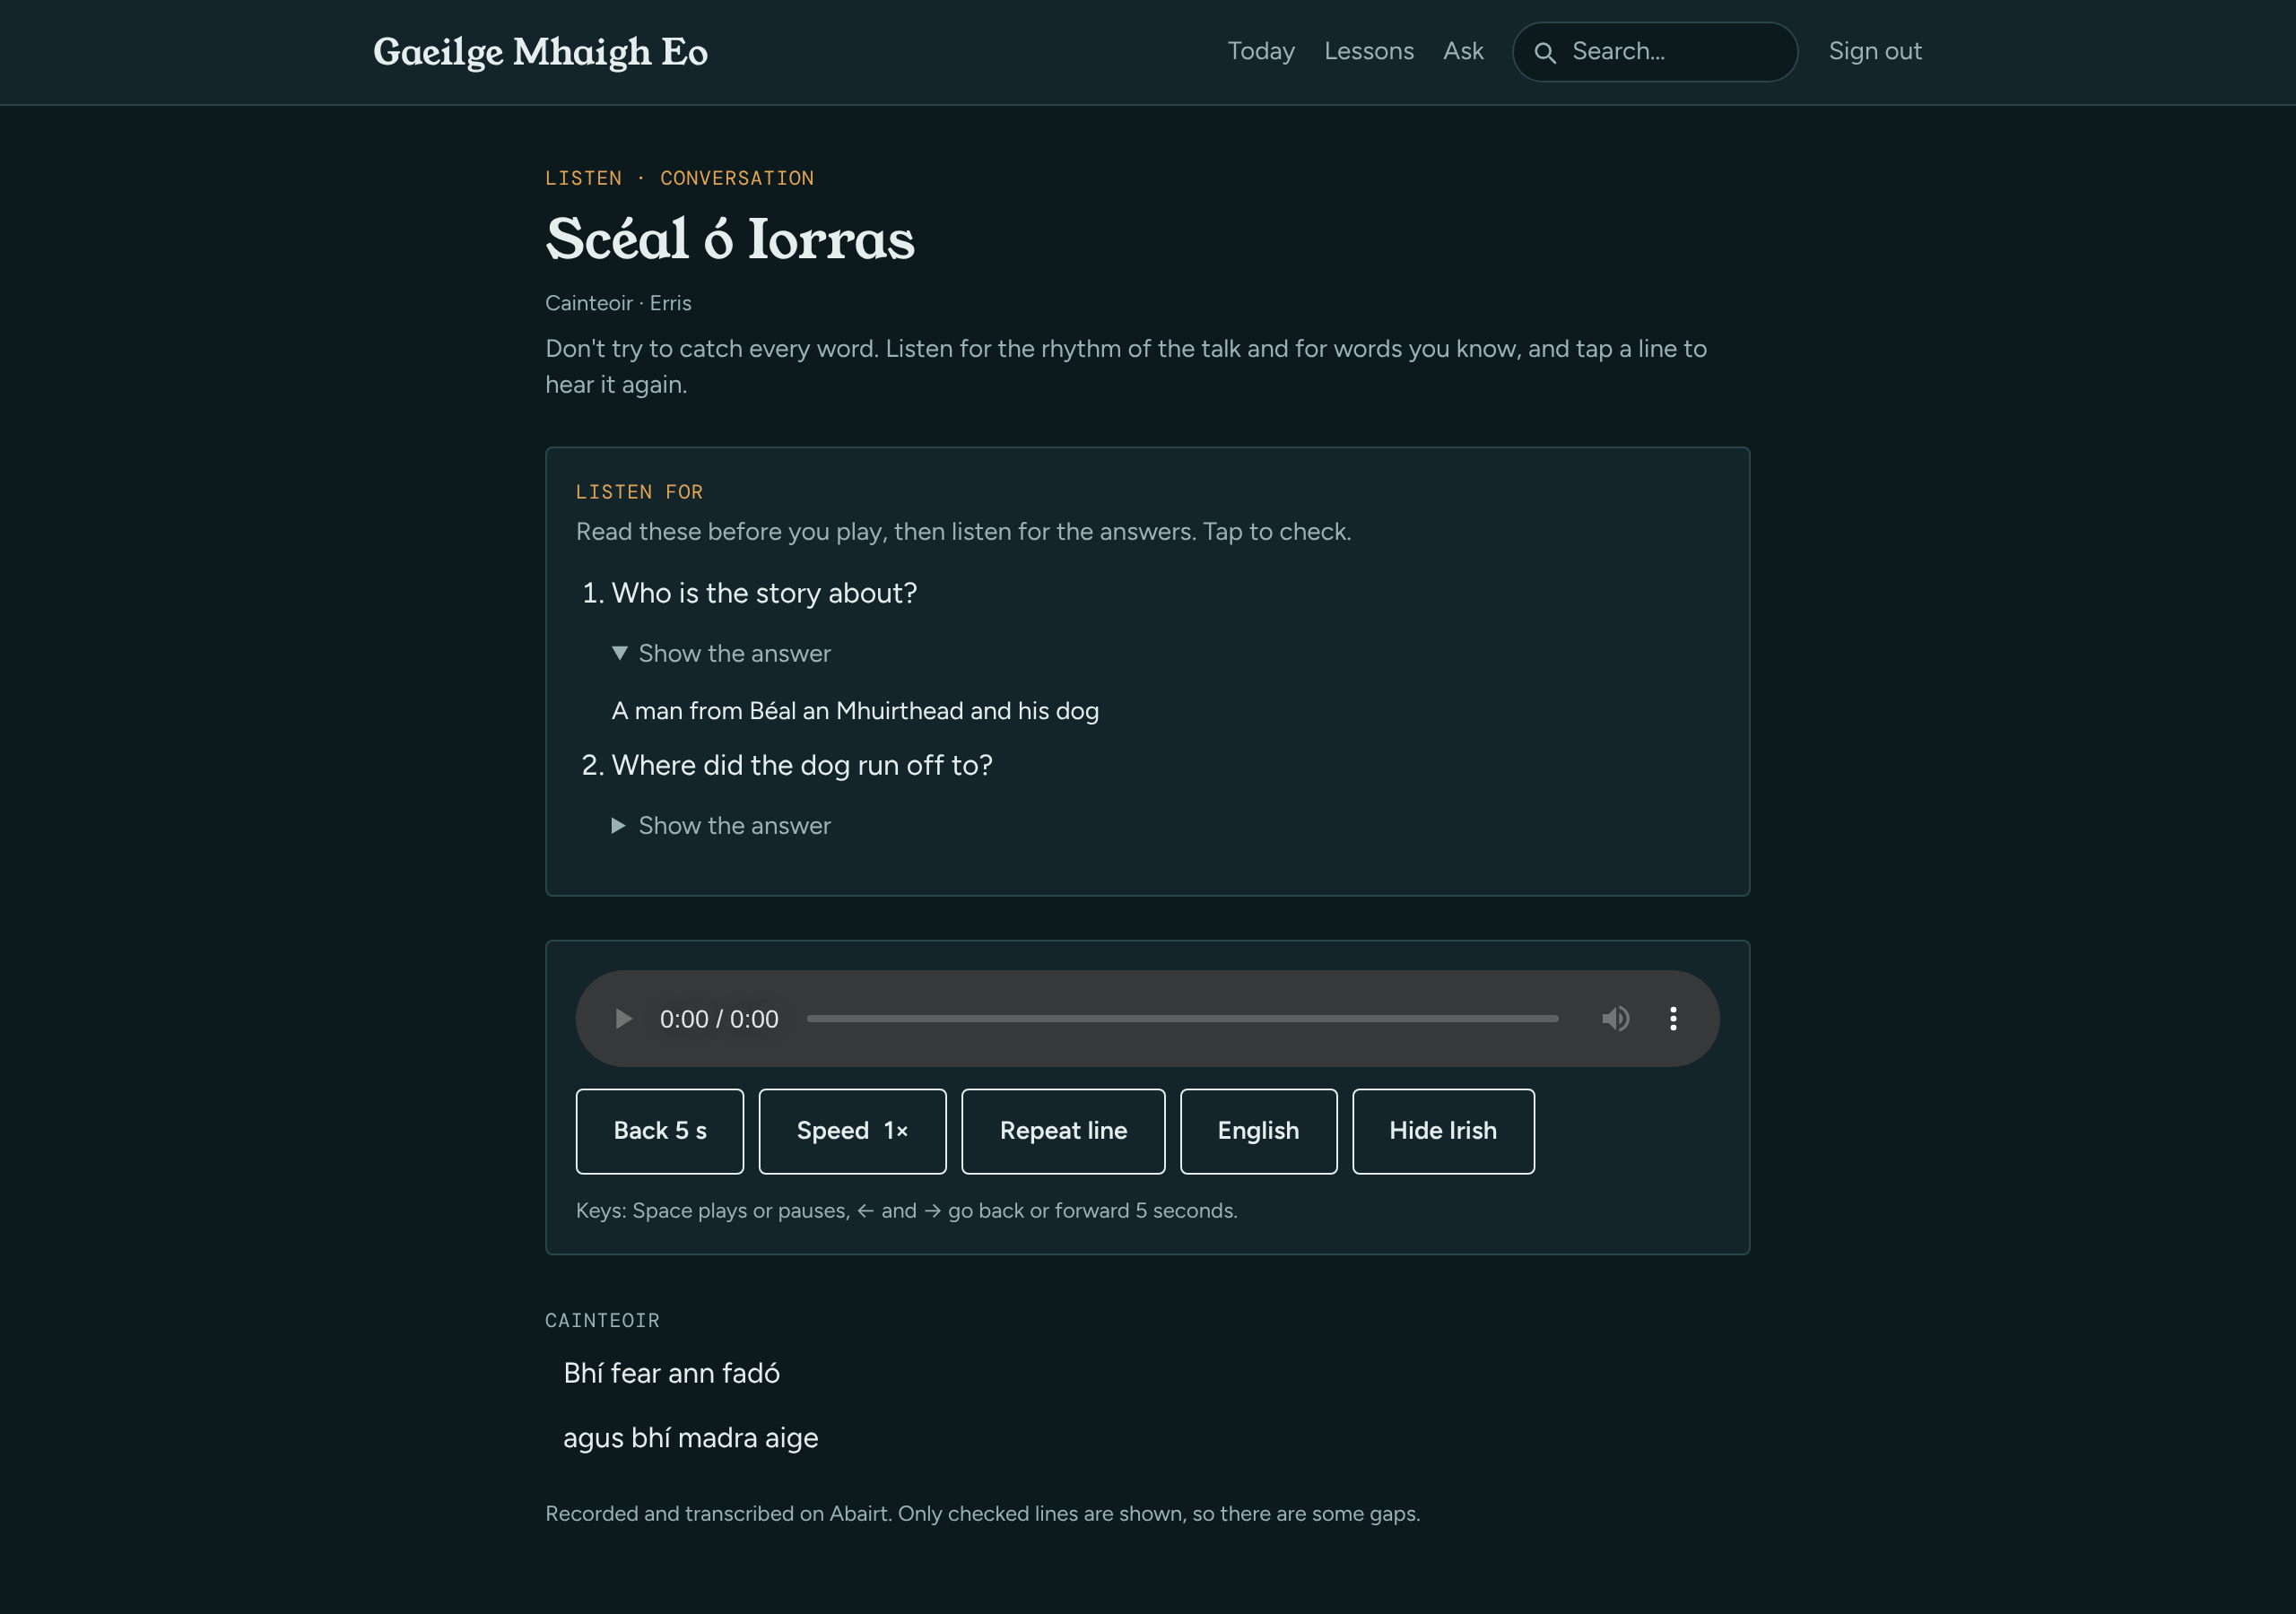 Gaeilge Mhaigh Eo
Today
Lessons
Ask
Search...
Sign out
LISTEN · CONVERSATION
Scéal ó Iorras
Cainteoir · Erris
Don't try to catch every word. Listen for the rhythm of the talk and for words you know, and tap a line to
hear it again.
LISTEN FOR
Read these before you play, then listen for the answers. Tap to check.
1. Who is the story about?
▼ Show the answer
A man from Béal an Mhuirthead and his dog
2. Where did the dog run off to?
▶ Show the answer
0:00 / 0:00
Back 5 s
Speed 1×
Repeat line
English
Hide Irish
Keys: Space plays or pauses, ← and → go back or forward 5 seconds.
CAINTEOIR
Bhí fear ann fadó
agus bhí madra aige
Recorded and transcribed on Abairt. Only checked lines are shown, so there are some gaps.